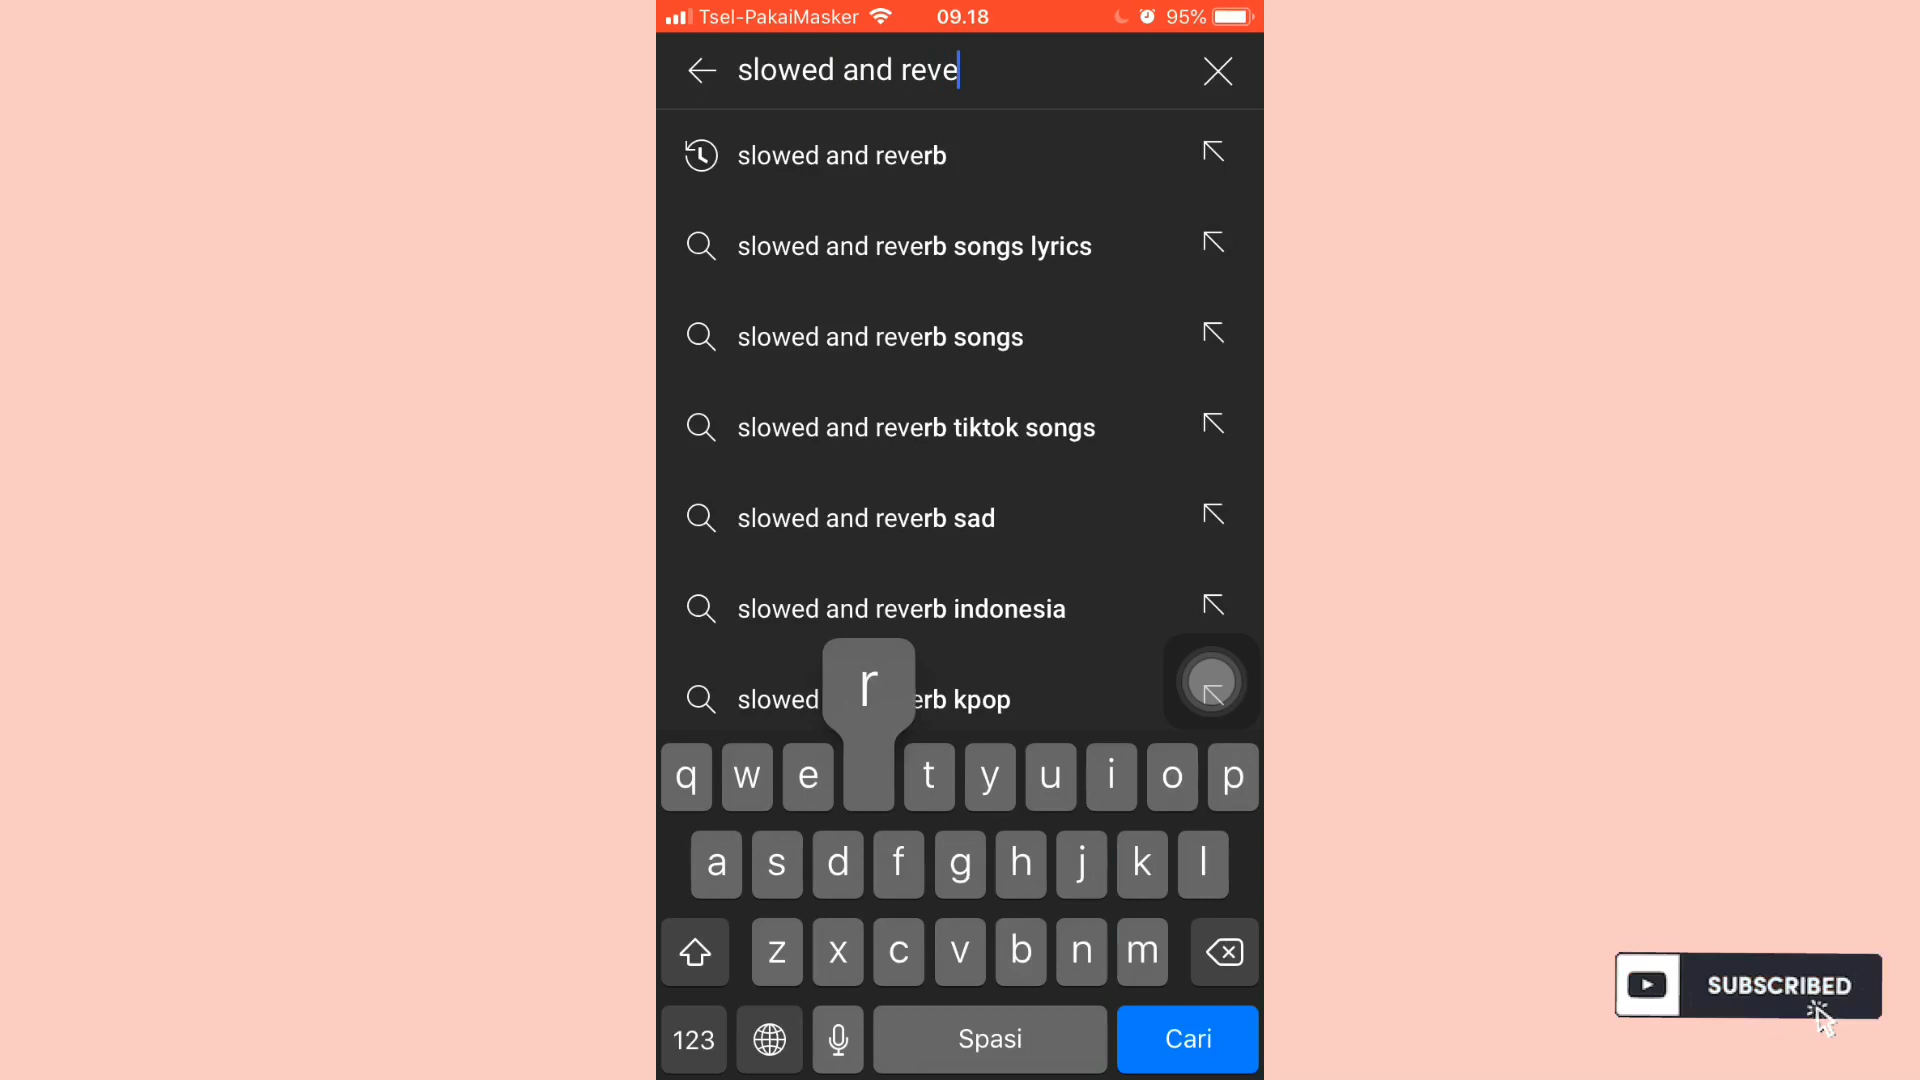 Tsel-PakaiMasker 09.18 95%
slowed and reve
slowed and reverb
slowed and reverb songs lyrics
slowed and reverb songs
slowed and reverb tiktok songs
slowed and reverb sad
slowed and reverb indonesia
r
slowed erb kpop
q w e t y u i o p
a s d f g h j k l
z x c v b n m
123 Spasi Cari
SUBSCRIBED